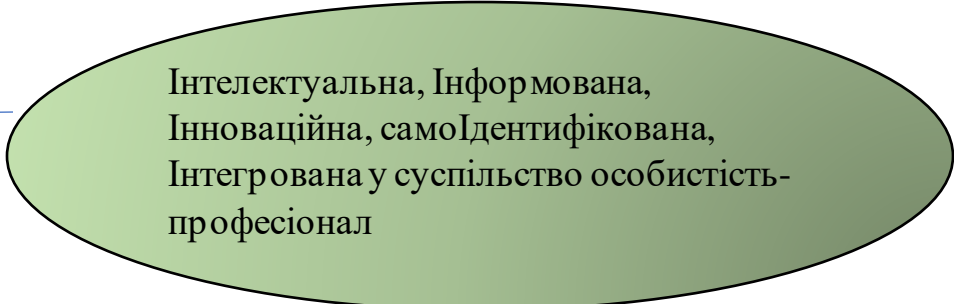 Інтелектуальна, Інформована,
Інноваційна, самоІдентифікована,
Інтегрована у суспільство особистість-
професіонал